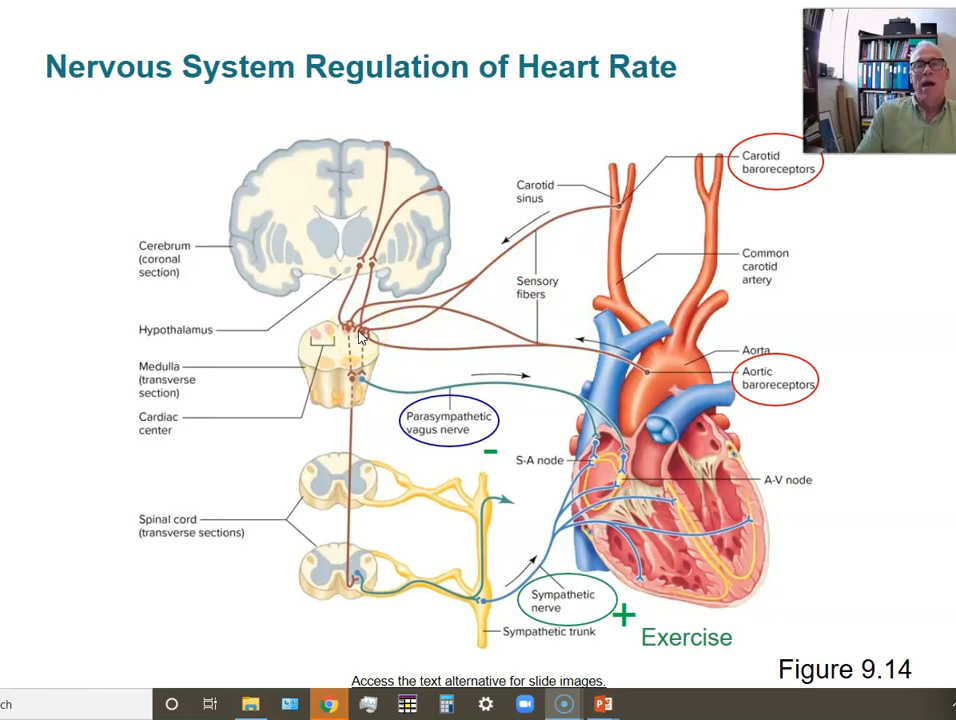 Nervous System Regulation of Heart Rate
Carotid
baroreceptors
Carotid
sinus
Cerebrum
(coronal
section)
Sensory
fibers
Common
carotid
artery
Hypothalamus
Aorta
Medulla
(transverse
section)
Aortic
baroreceptors
Cardiac
center
Parasympathetic
vagus nerve
-
S-A node
A-V node
Spinal cord
(transverse sections)
Sympathetic
nerve
+
Exercise
Sympathetic trunk
Figure 9.14
Access the text alternative for slide images.
ch